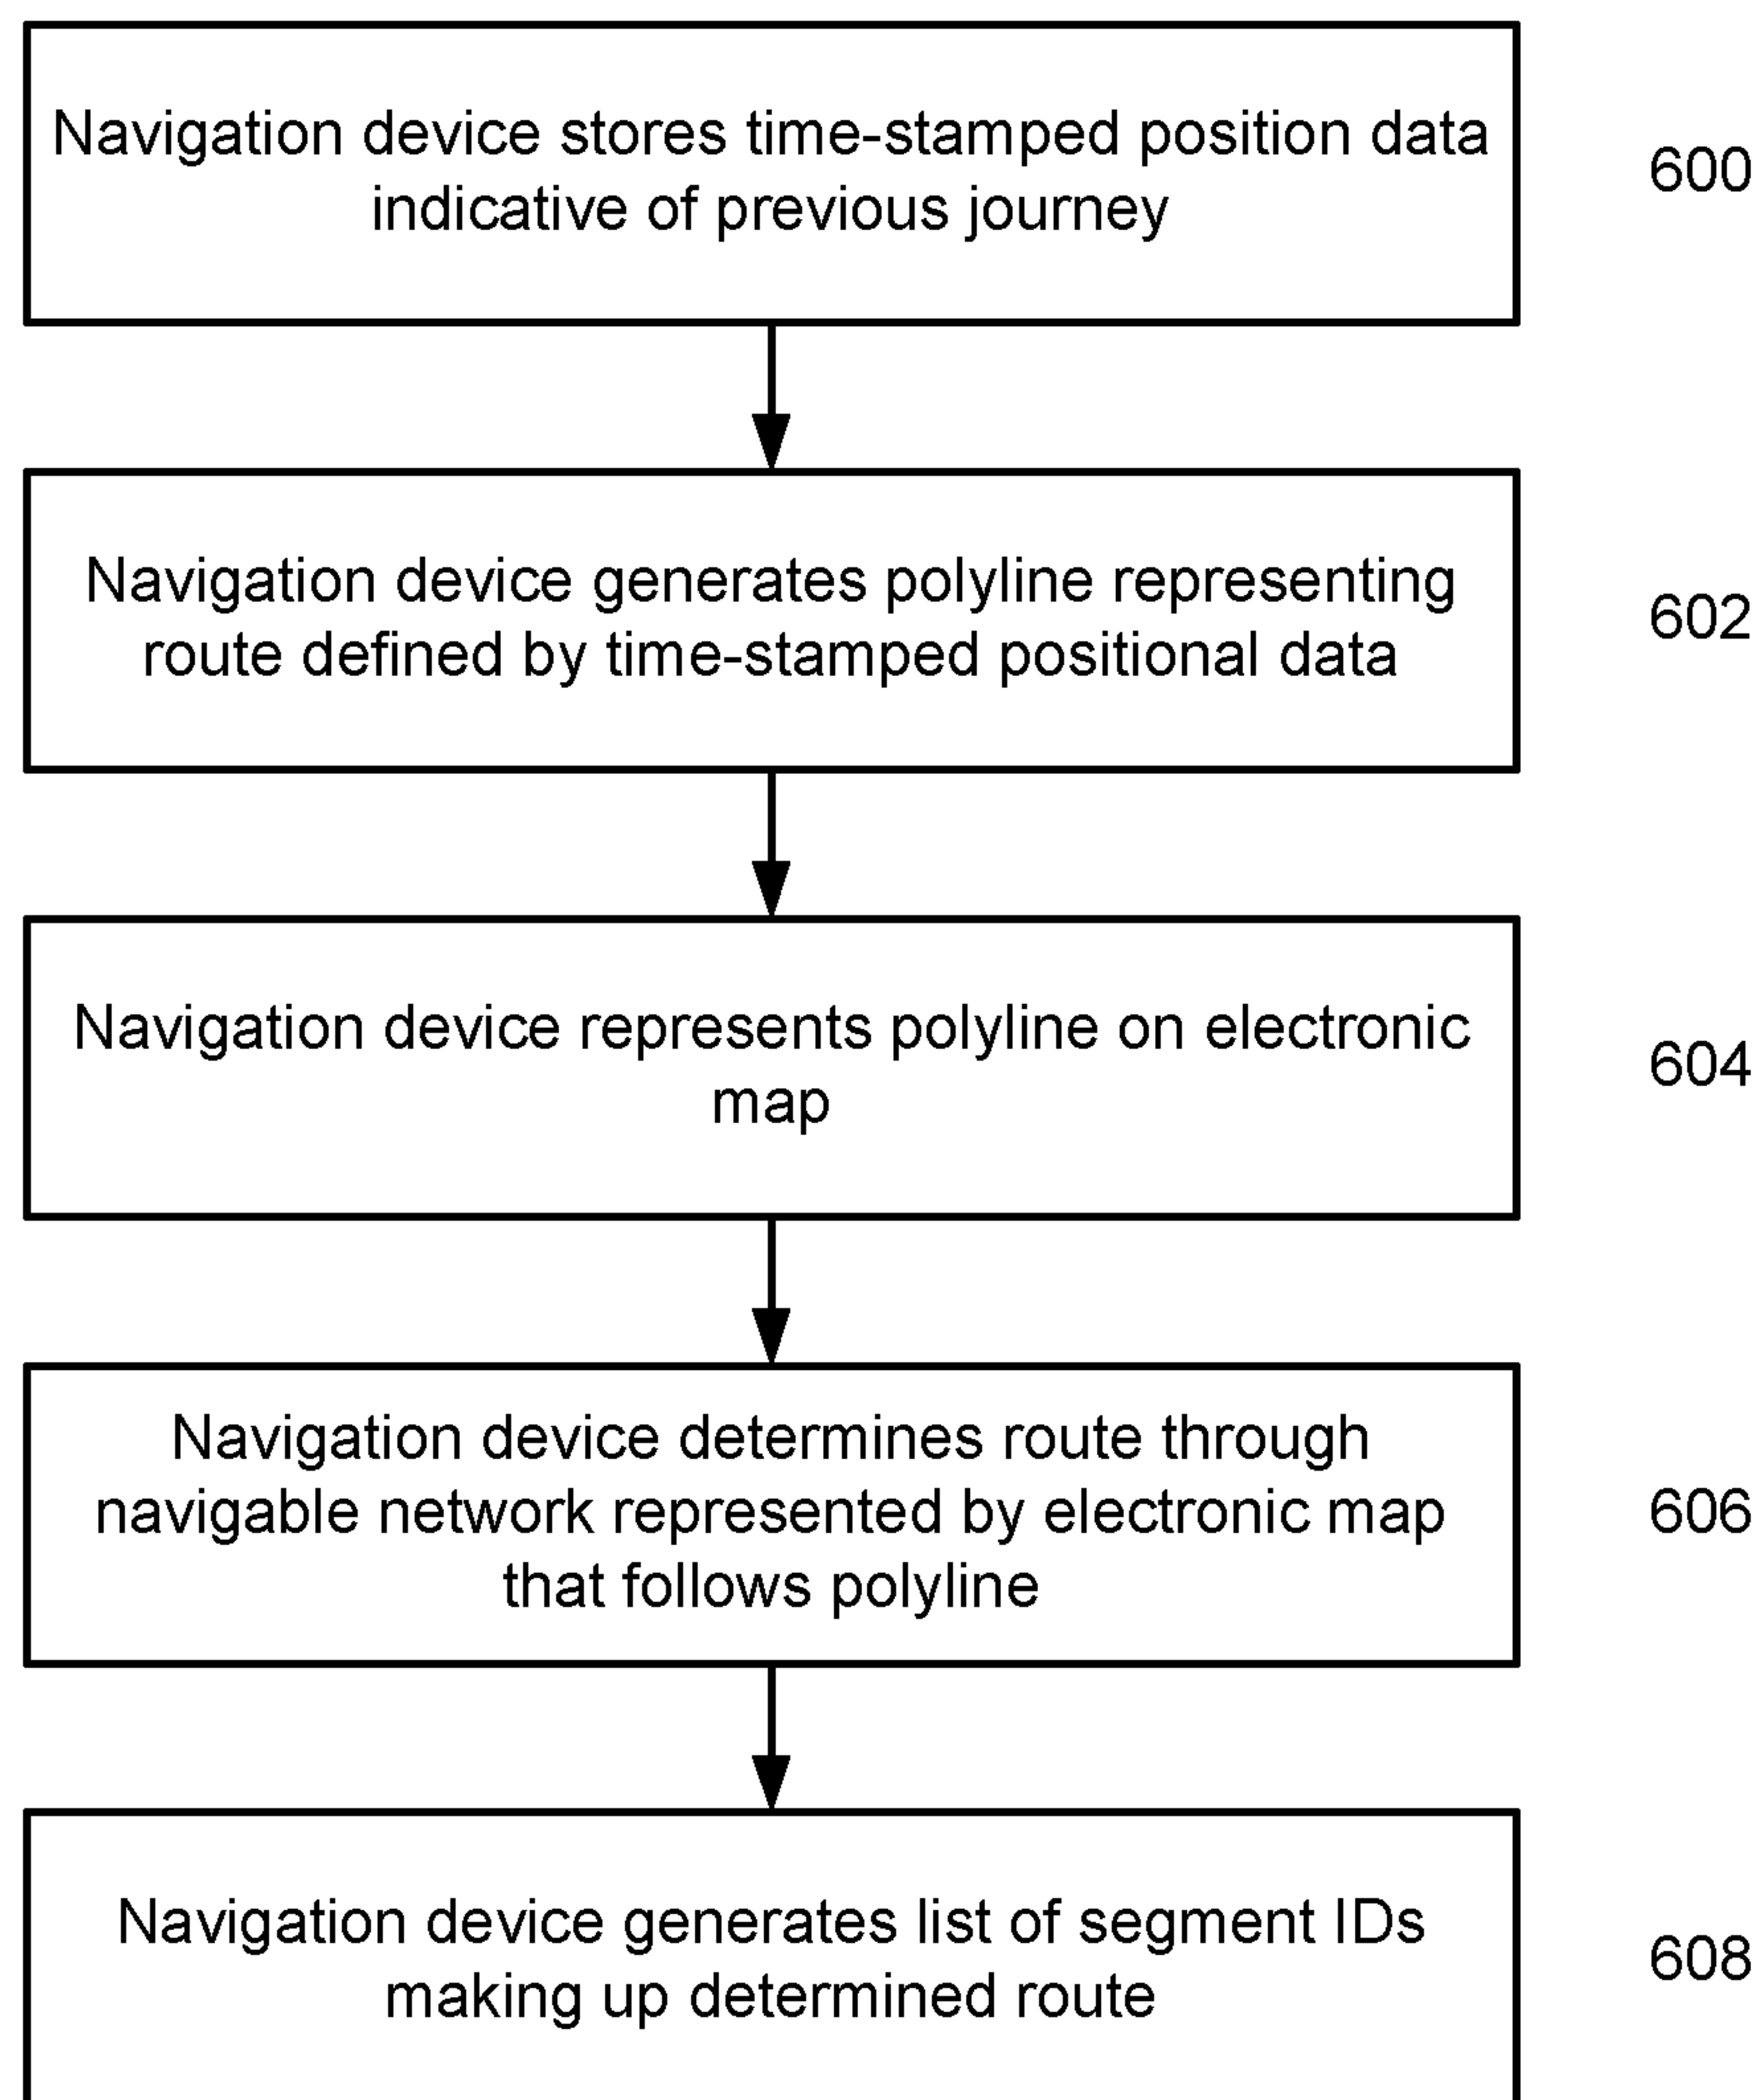 Navigation device stores time-stamped position data
indicative of previous journey
600
Navigation device generates polyline representing
route defined by time-stamped positional data
602
Navigation device represents polyline on electronic
map
604
Navigation device determines route through
navigable network represented by electronic map
that follows polyline
606
Navigation device generates list of segment IDs
making up determined route
608